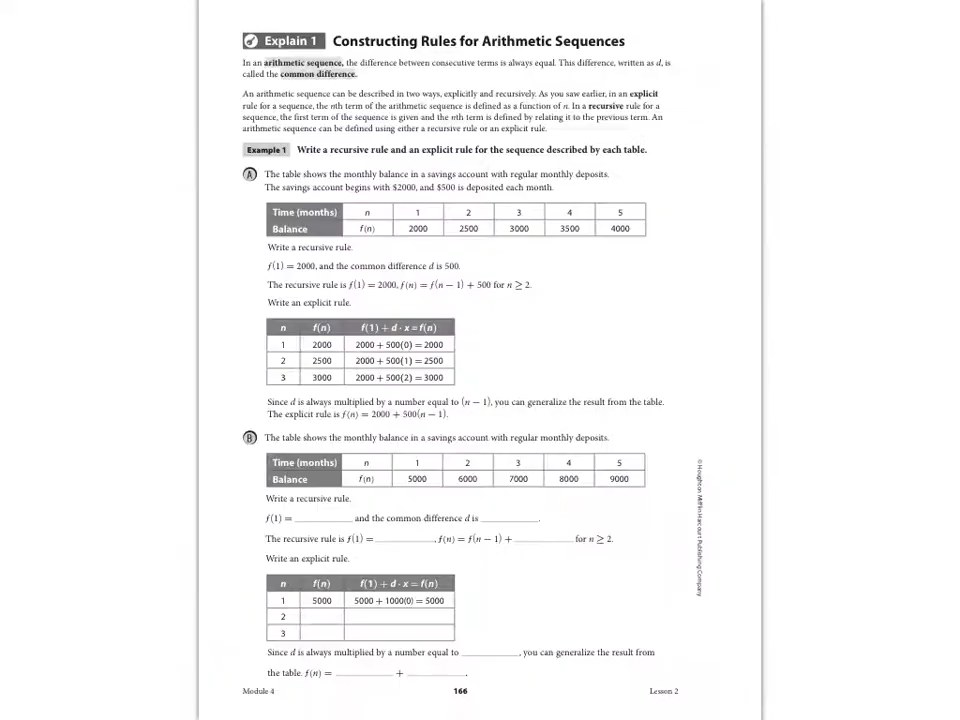 Explain 1 Constructing Rules for Arithmetic Sequences
In an arithmetic sequence, the difference between consecutive terms is always equal. This difference, written as d, is
called the common difference.
An arithmetic sequence can be described in two ways, explicitly and recursively. As you saw earlier, in an explicit
rule for a sequence, the nth term of the arithmetic sequence is defined as a function of n. In a recursive rule for a
sequence, the first term of the sequence is given and the nth term is defined by relating it to the previous term. An
arithmetic sequence can be defined using either a recursive rule or an explicit rule.
Example 1 Write a recursive rule and an explicit rule for the sequence described by each table.
A The table shows the monthly balance in a savings account with regular monthly deposits.
The savings account begins with $2000, and $500 is deposited each month.
Time (months) n 1 2 3 4 5
Balance f(n) 2000 2500 3000 3500 4000
Write a recursive rule.
f(1) = 2000, and the common difference d is 500.
The recursive rule is f(1) = 2000, f(n) = f(n − 1) + 500 for n ≥ 2.
Write an explicit rule.
n f(n) f(1) + d · x = f(n)
1 2000 2000 + 500(0) = 2000
2 2500 2000 + 500(1) = 2500
3 3000 2000 + 500(2) = 3000
Since d is always multiplied by a number equal to (n − 1), you can generalize the result from the table.
The explicit rule is f(n) = 2000 + 500(n − 1).
B The table shows the monthly balance in a savings account with regular monthly deposits.
Time (months) n 1 2 3 4 5
Balance f(n) 5000 6000 7000 8000 9000
Write a recursive rule.
f(1) = ________ and the common difference d is ________.
The recursive rule is f(1) = ________, f(n) = f(n − 1) + ________ for n ≥ 2.
Write an explicit rule.
n f(n) f(1) + d · x = f(n)
1 5000 5000 + 1000(0) = 5000
2
3
Since d is always multiplied by a number equal to ________, you can generalize the result from
the table. f(n) = ________ + ________.
Module 4 166 Lesson 2
© Houghton Mifflin Harcourt Publishing Company